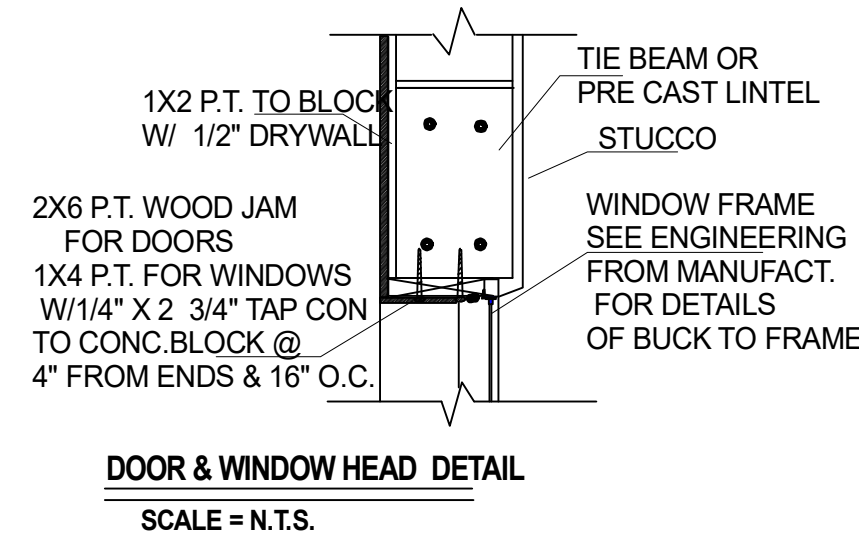 1X2 P.T. TO BLOCK
W/ 1/2" DRYWALL
TIE BEAM OR
PRE CAST LINTEL
STUCCO
2X6 P.T. WOOD JAM
FOR DOORS
1X4 P.T. FOR WINDOWS
W/1/4" X 2 3/4" TAP CON
TO CONC.BLOCK @
4" FROM ENDS & 16" O.C.
WINDOW FRAME
SEE ENGINEERING
FROM MANUFACT.
FOR DETAILS
OF BUCK TO FRAME
DOOR & WINDOW HEAD DETAIL
SCALE = N.T.S.